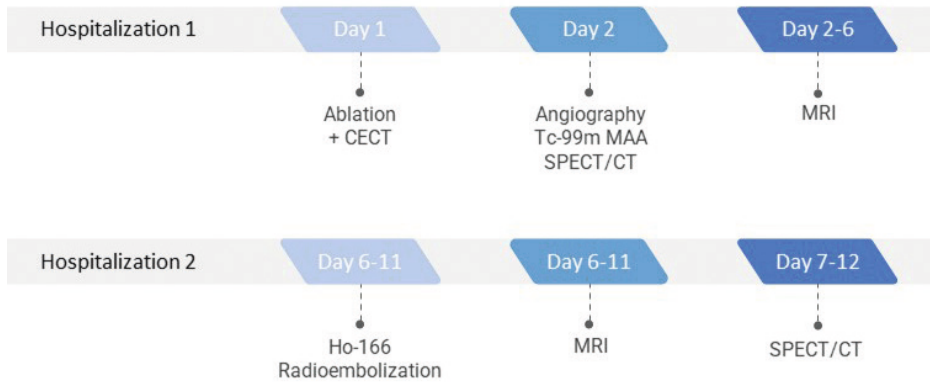 Hospitalization 1
Day 1
Day 2
Day 2-6
Ablation
+ CECT
Angiography
Tc-99m MAA
SPECT/CT
MRI
Hospitalization 2
Day 6-11
Day 6-11
Day 7-12
Ho-166
Radioembolization
MRI
SPECT/CT